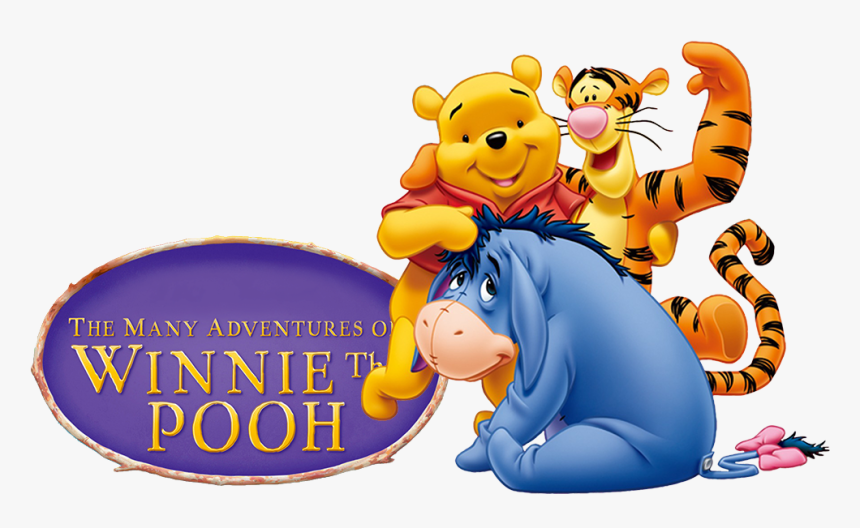 THE MANY ADVENTURES O
WINNIE TH
POOH